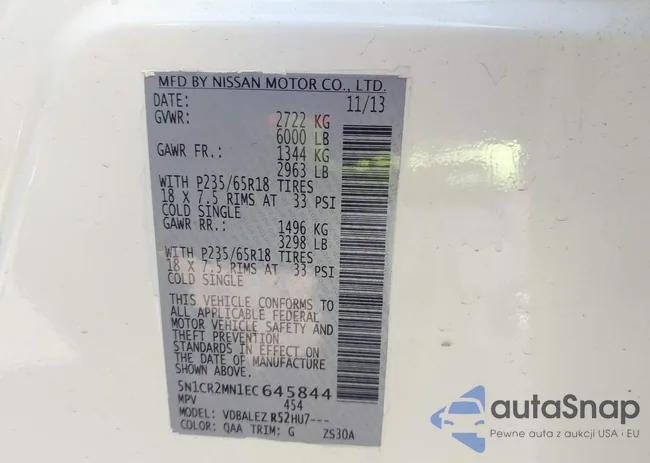 MFD BY NISSAN MOTOR CO., LTD.
DATE: 11/13
GVWR: 2722 KG
6000 LB
GAWR FR.: 1344 KG
2963 LB
WITH P235/65R18 TIRES
18 X 7.5 RIMS AT 33 PSI
COLD SINGLE
GAWR RR.: 1496 KG
3298 LB
WITH P235/65R18 TIRES
18 X 7.5 RIMS AT 33 PSI
COLD SINGLE
THIS VEHICLE CONFORMS TO
ALL APPLICABLE FEDERAL
MOTOR VEHICLE SAFETY AND
THEFT PREVENTION
STANDARDS IN EFFECT ON
THE DATE OF MANUFACTURE
SHOWN ABOVE.
5N1CR2MN1EC645844
MPV 454
MODEL: VDBALEZ R52HU7---
COLOR: QAA TRIM: G ZS30A
autoSnap
Pewne auta z aukcji USA i EU